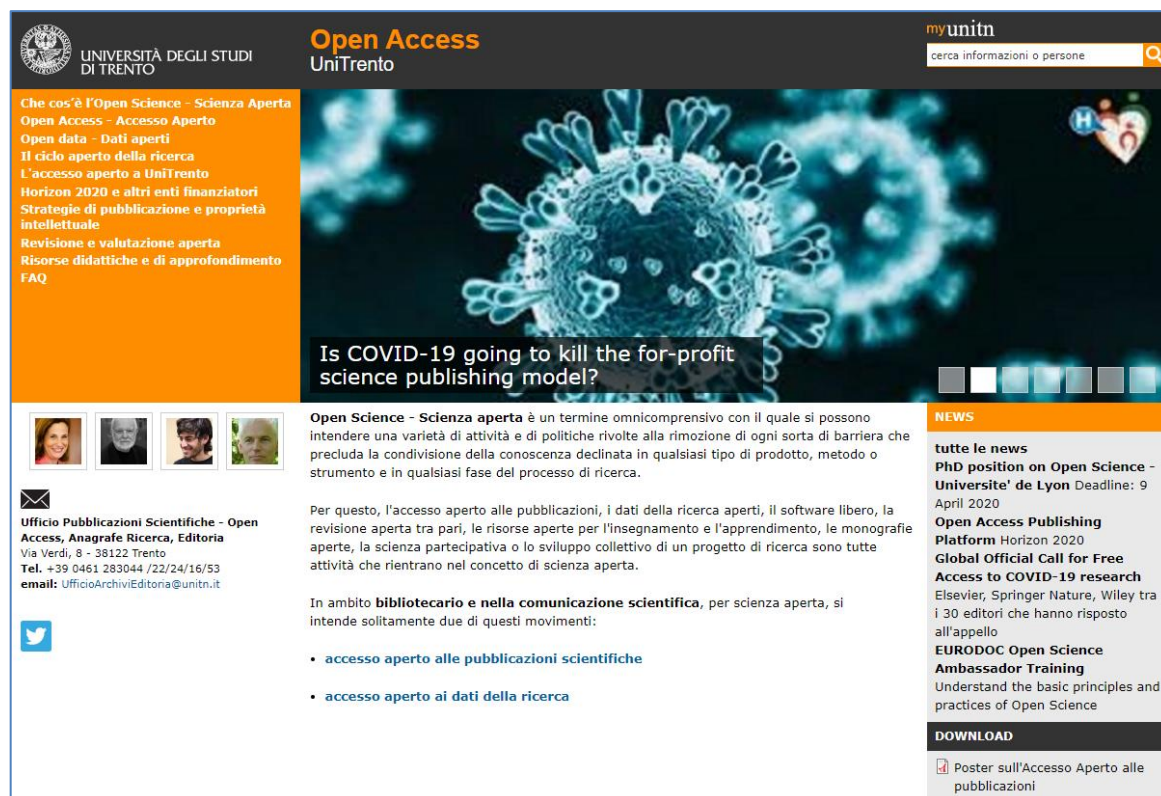 UNIVERSITÀ DEGLI STUDI
DI TRENTO
Open Access
UniTrento
myunitn
cerca informazioni o persone
Che cos'è l'Open Science - Scienza Aperta
Open Access - Accesso Aperto
Open data - Dati aperti
Il ciclo aperto della ricerca
L'accesso aperto a UniTrento
Horizon 2020 e altri enti finanziatori
Strategie di pubblicazione e proprietà
intellettuale
Revisione e valutazione aperta
Risorse didattiche e di approfondimento
FAQ
Is COVID-19 going to kill the for-profit
science publishing model?
Ufficio Pubblicazioni Scientifiche - Open
Access, Anagrafe Ricerca, Editoria
Via Verdi, 8 - 38122 Trento
Tel. +39 0461 283044 /22/24/16/53
email: UfficioArchiviEditoria@unitn.it
Open Science - Scienza aperta è un termine omnicomprensivo con il quale si possono
intendere una varietà di attività e di politiche rivolte alla rimozione di ogni sorta di barriera che
precluda la condivisione della conoscenza declinata in qualsiasi tipo di prodotto, metodo o
strumento e in qualsiasi fase del processo di ricerca.
Per questo, l'accesso aperto alle pubblicazioni, i dati della ricerca aperti, il software libero, la
revisione aperta tra pari, le risorse aperte per l'insegnamento e l'apprendimento, le monografie
aperte, la scienza partecipativa o lo sviluppo collettivo di un progetto di ricerca sono tutte
attività che rientrano nel concetto di scienza aperta.
In ambito bibliotecario e nella comunicazione scientifica, per scienza aperta, si
intende solitamente due di questi movimenti:
• accesso aperto alle pubblicazioni scientifiche
• accesso aperto ai dati della ricerca
NEWS
tutte le news
PhD position on Open Science -
Universite' de Lyon Deadline: 9
April 2020
Open Access Publishing
Platform Horizon 2020
Global Official Call for Free
Access to COVID-19 research
Elsevier, Springer Nature, Wiley tra
i 30 editori che hanno risposto
all'appello
EURODOC Open Science
Ambassador Training
Understand the basic principles and
practices of Open Science
DOWNLOAD
Poster sull'Accesso Aperto alle
pubblicazioni